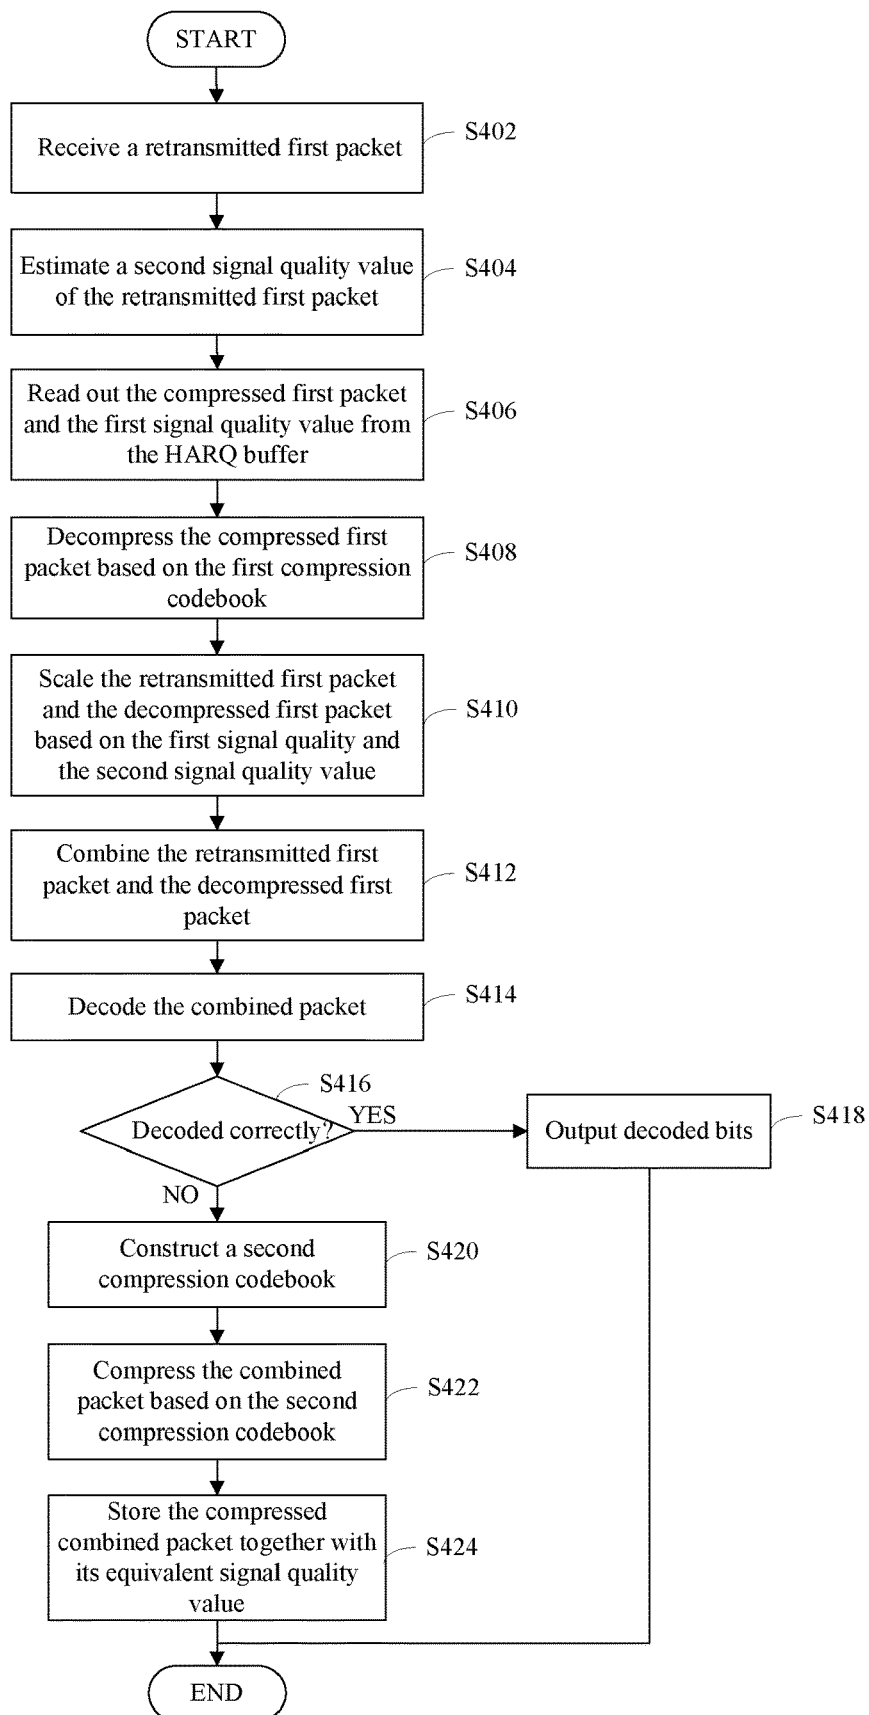 START
Receive a retransmitted first packet
S402
Estimate a second signal quality value
of the retransmitted first packet
S404
Read out the compressed first packet
and the first signal quality value from
the HARQ buffer
S406
Decompress the compressed first
packet based on the first compression
codebook
S408
Scale the retransmitted first packet
and the decompressed first packet
based on the first signal quality and
the second signal quality value
S410
Combine the retransmitted first
packet and the decompressed first
packet
S412
Decode the combined packet
S414
S416
Decoded correctly?
YES
Output decoded bits
S418
NO
Construct a second
compression codebook
S420
Compress the combined
packet based on the second
compression codebook
S422
Store the compressed
combined packet together with
its equivalent signal quality
value
S424
END